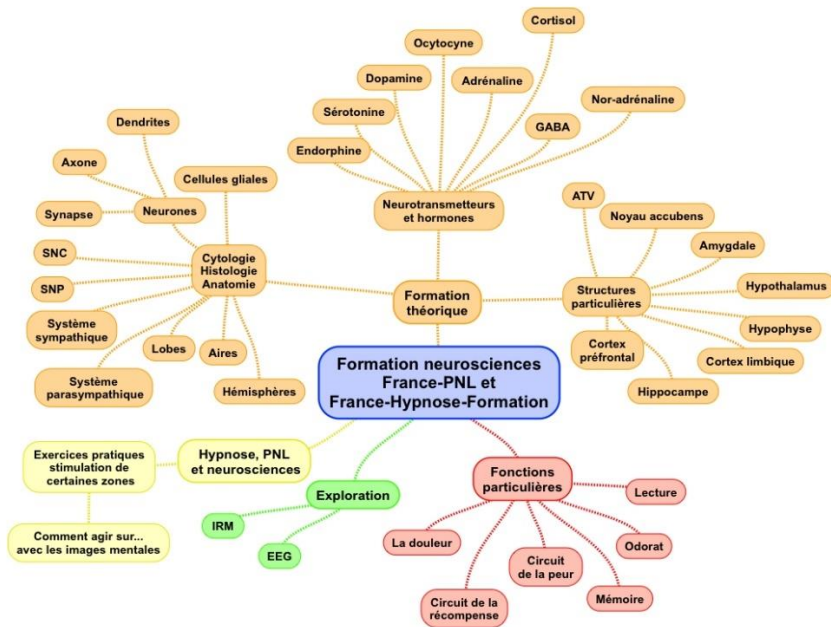 Cortisol
Ocytocyne
Dopamine
Adrénaline
Nor-adrénaline
Sérotonine
GABA
Endorphine
Neurotransmetteurs
et hormones
Dendrites
Axone
Cellules gliales
Synapse
Neurones
SNC
SNP
Cytologie
Histologie
Anatomie
Système
sympathique
Système
parasympathique
Lobes
Aires
Hémisphères
Formation
théorique
ATV
Noyau accubens
Amygdale
Structures
particulières
Hypothalamus
Hypophyse
Cortex
préfrontal
Cortex limbique
Hippocampe
Formation neurosciences
France-PNL et
France-Hypnose-Formation
Hypnose, PNL
et neurosciences
Exercices pratiques
stimulation de
certaines zones
Comment agir sur...
avec les images mentales
Exploration
IRM
EEG
Fonctions
particulières
Lecture
La douleur
Odorat
Circuit
de la peur
Circuit de la
récompense
Mémoire